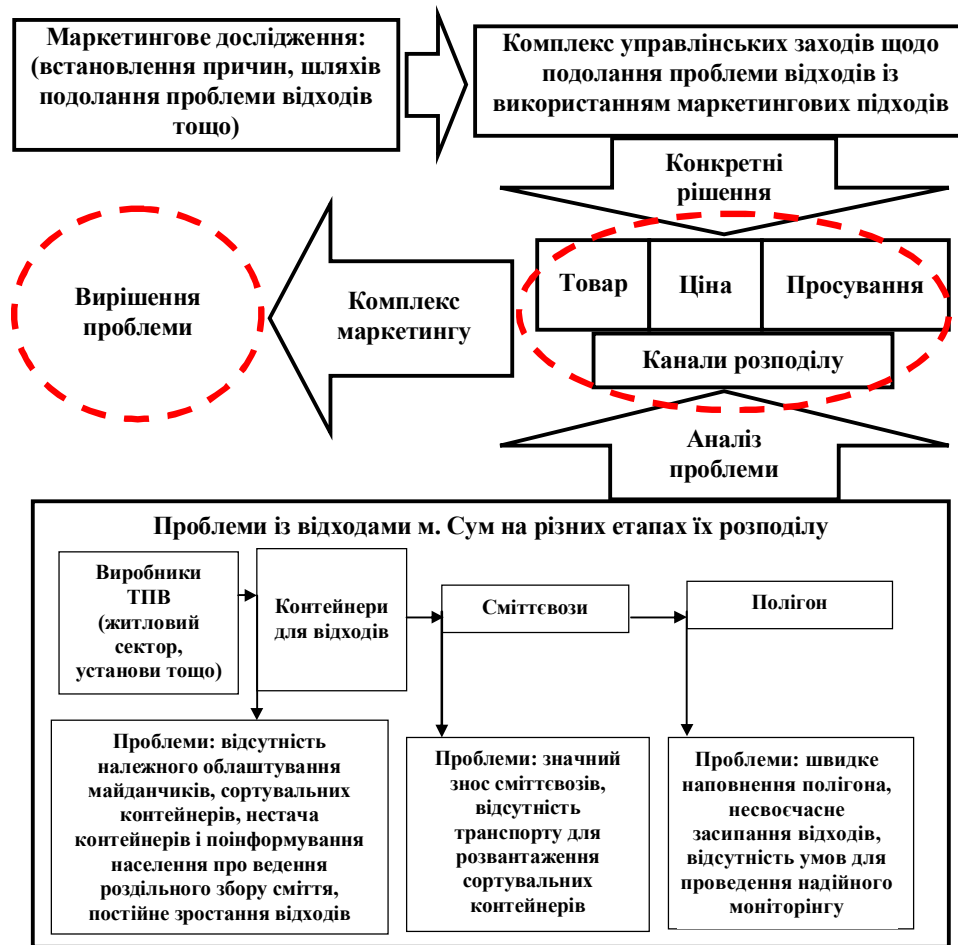 Маркетингове дослідження:
(встановлення причин, шляхів
подолання проблеми відходів
тощо)
Комплекс управлінських заходів щодо
подолання проблеми відходів із
використанням маркетингових підходів
Конкретні
рішення
Товар
Ціна
Просування
Канали розподілу
Комплекс
маркетингу
Вирішення
проблеми
Аналіз
проблеми
Проблеми із відходами м. Сум на різних етапах їх розподілу
Виробники
ТПВ
(житловий
сектор,
установи тощо)
Контейнери
для відходів
Сміттєвози
Полігон
Проблеми: відсутність
належного облаштування
майданчиків, сортувальних
контейнерів, нестача
контейнерів і поінформування
населення про ведення
роздільного збору сміття,
постійне зростання відходів
Проблеми: значний
знос сміттєвозів,
відсутність
транспорту для
розвантаження
сортувальних
контейнерів
Проблеми: швидке
наповнення полігона,
несвоєчасне
засипання відходів,
відсутність умов для
проведення надійного
моніторінгу